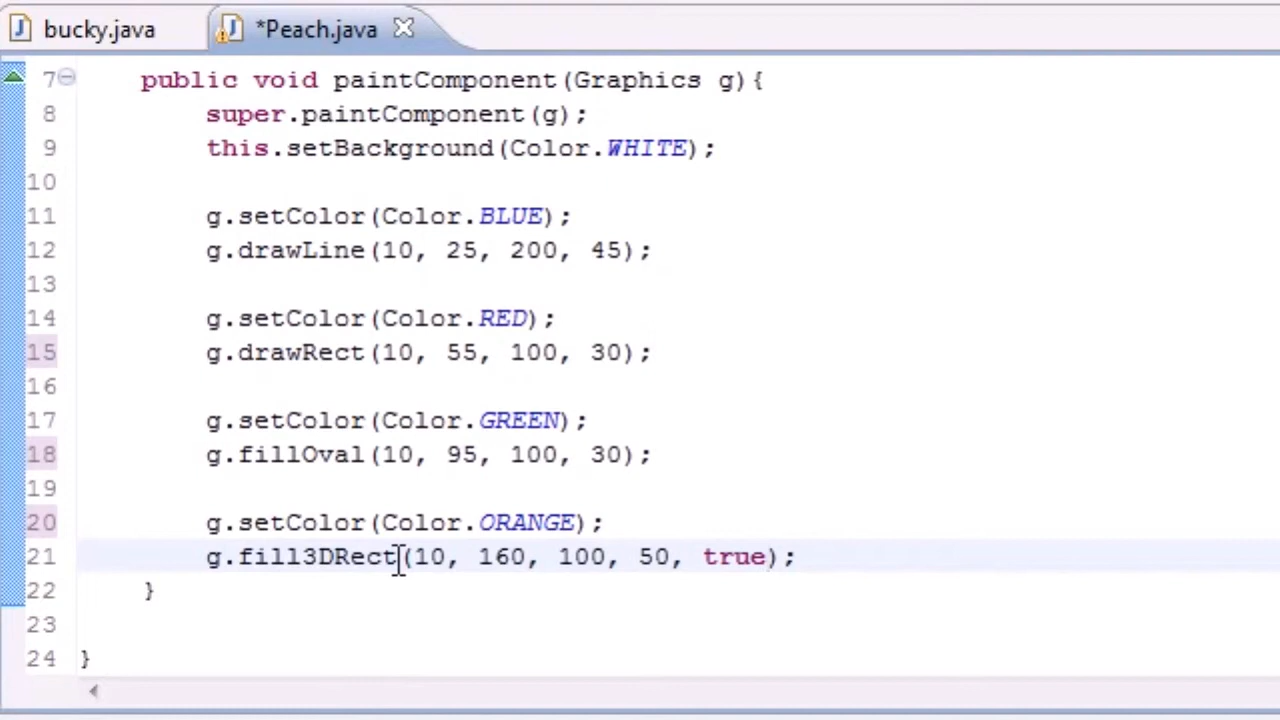 bucky.java *Peach.java
7 public void paintComponent(Graphics g){
8 super.paintComponent(g);
9 this.setBackground(Color.WHITE);
10
11 g.setColor(Color.BLUE);
12 g.drawLine(10, 25, 200, 45);
13
14 g.setColor(Color.RED);
15 g.drawRect(10, 55, 100, 30);
16
17 g.setColor(Color.GREEN);
18 g.fillOval(10, 95, 100, 30);
19
20 g.setColor(Color.ORANGE);
21 g.fill3DRect(10, 160, 100, 50, true);
22 }
23
24 }